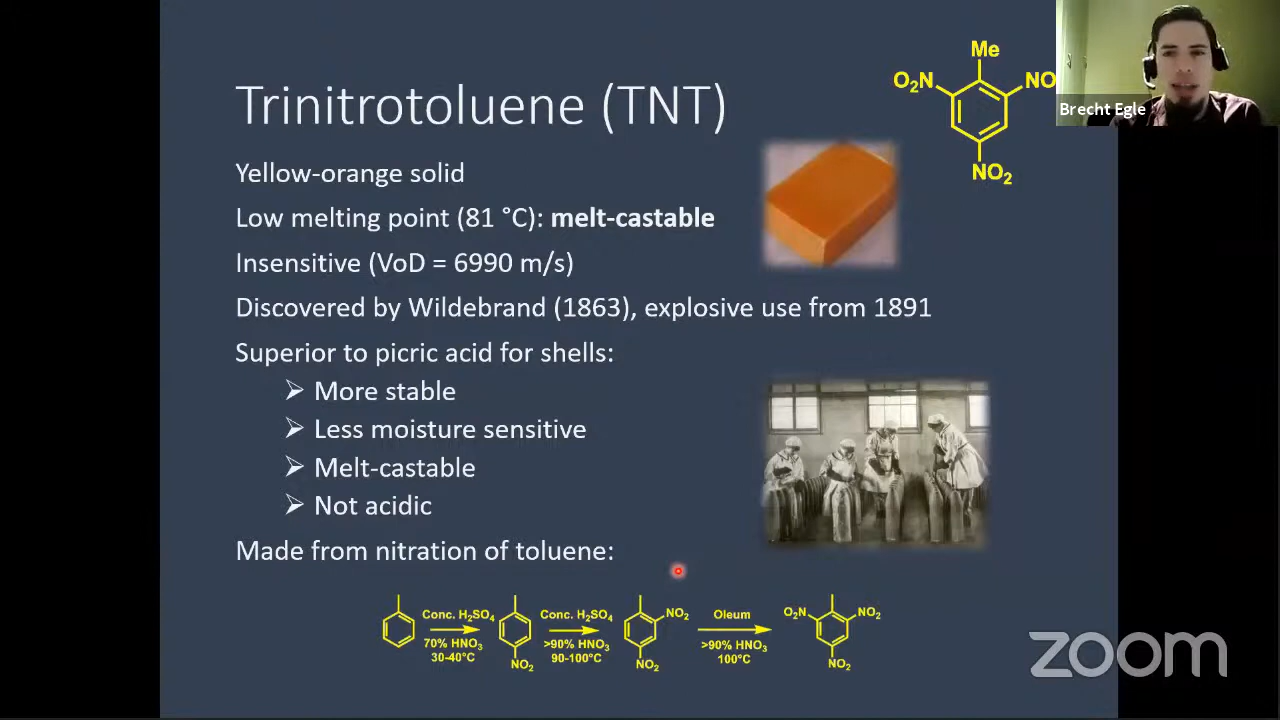 Trinitrotoluene (TNT)
Me
O₂N
NO
NO₂
Brecht Egle
Yellow-orange solid
Low melting point (81 °C): melt-castable
Insensitive (VoD = 6990 m/s)
Discovered by Wildebrand (1863), explosive use from 1891
Superior to picric acid for shells:
➢ More stable
➢ Less moisture sensitive
➢ Melt-castable
➢ Not acidic
Made from nitration of toluene:
Conc. H₂SO₄
70% HNO₃
30-40°C
NO₂
Conc. H₂SO₄
>90% HNO₃
90-100°C
NO₂
NO₂
Oleum
>90% HNO₃
100°C
O₂N
NO₂
NO₂
zoom